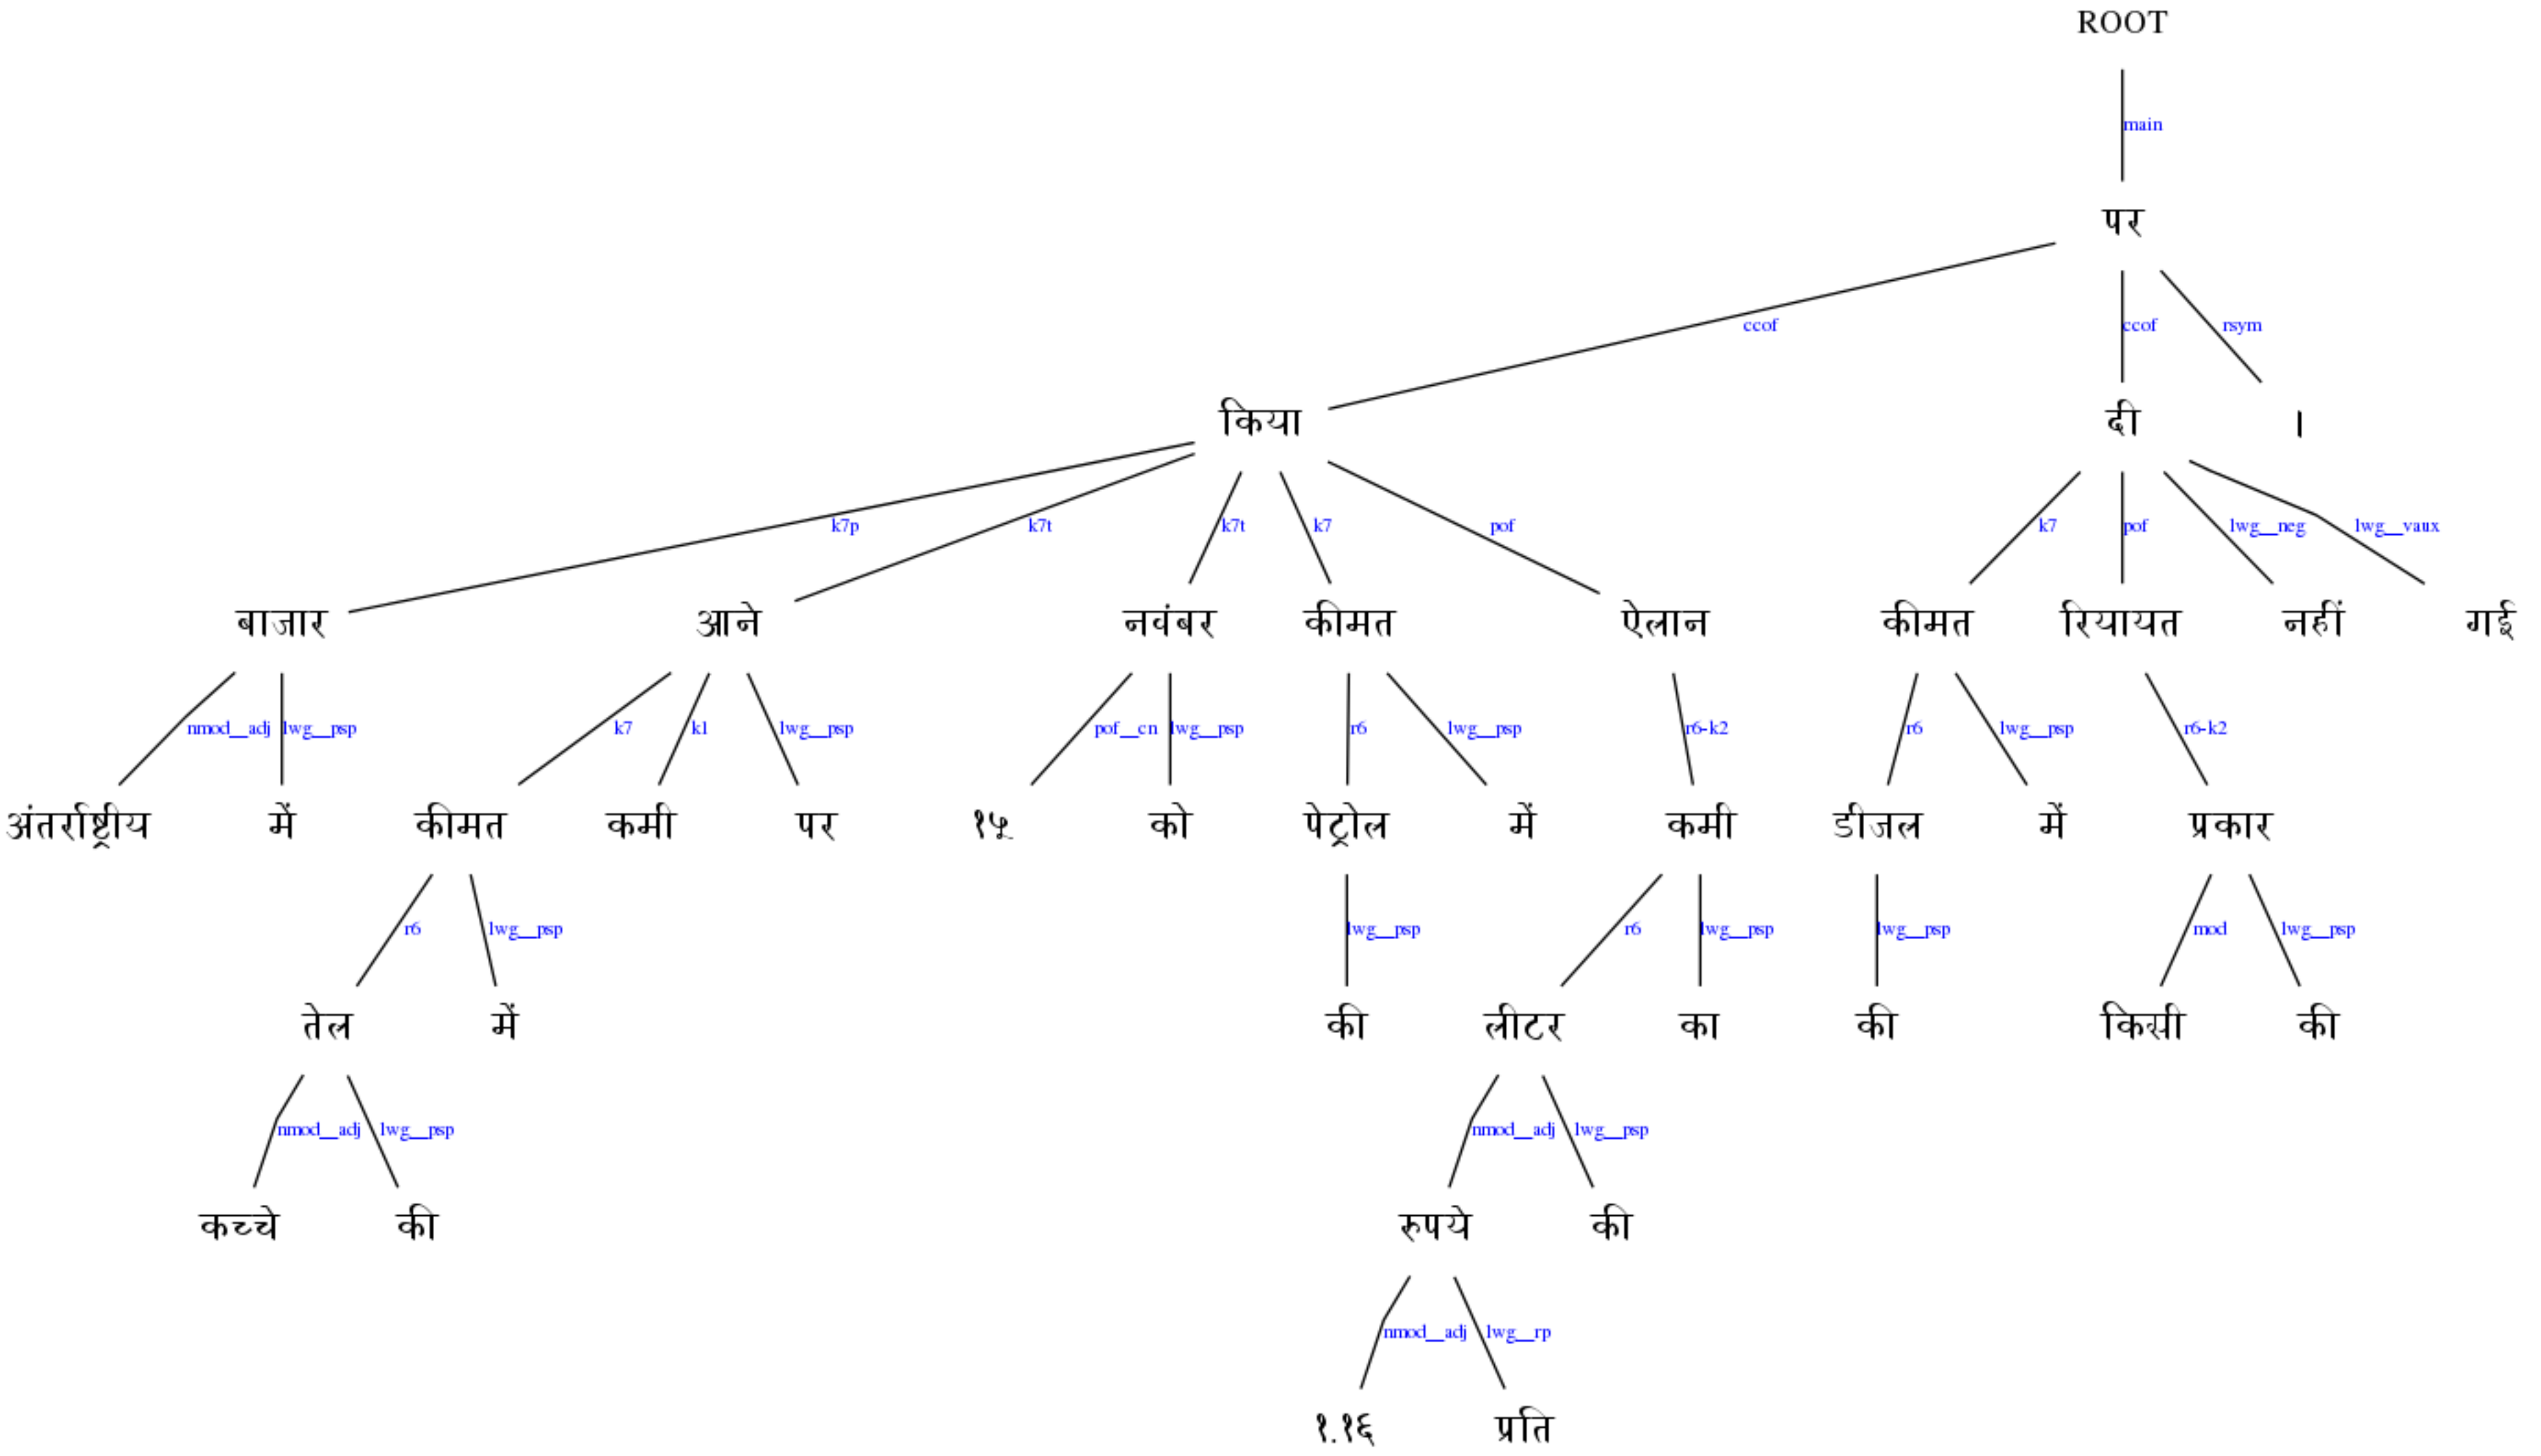 ROOT
main
पर
ccof ccof rsym
किया दी ।
k7p k7t k7t k7 pof k7 pof lwg__neg lwg__vaux
बाजार आने नवंबर कीमत ऐलान कीमत रियायत नहीं गई
nmod__adj lwg__psp k7 k1 lwg__psp pof__cn lwg__psp r6 lwg__psp r6-k2 r6 lwg__psp r6-k2
अंतर्राष्ट्रीय में कीमत कमी पर १५ को पेट्रोल में कमी डीजल में प्रकार
r6 lwg__psp lwg__psp r6 lwg__psp lwg__psp mod lwg__psp
तेल में की लीटर का की किसी की
nmod__adj lwg__psp nmod__adj lwg__psp
कच्चे की रुपये की
nmod__adj lwg__rp
१.१६ प्रति